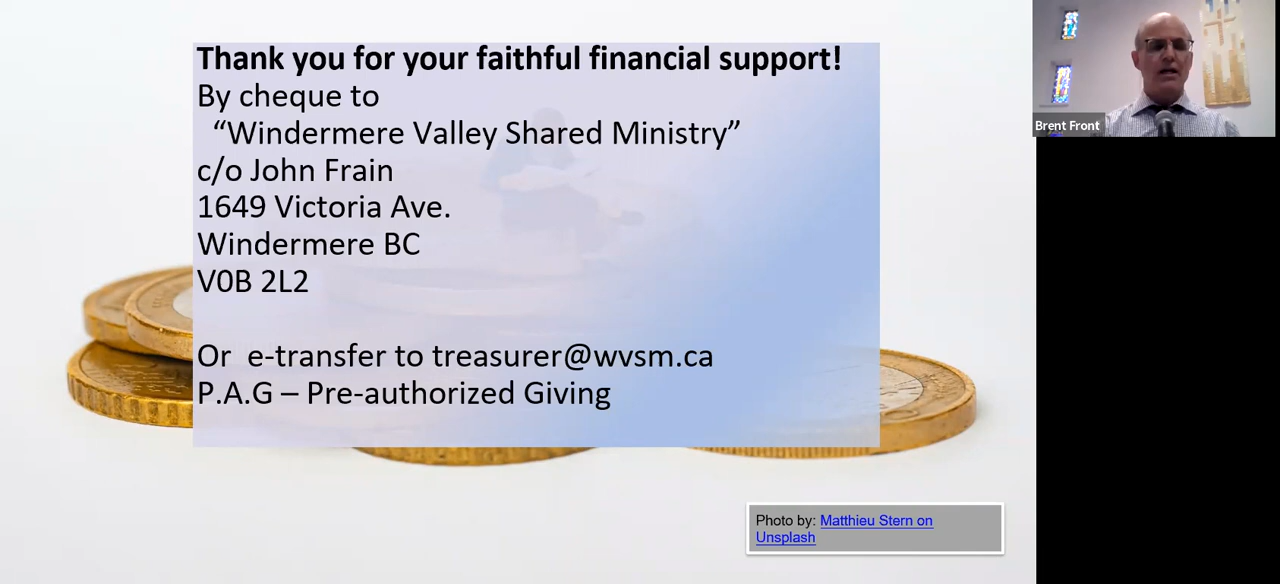 Thank you for your faithful financial support!
By cheque to
“Windermere Valley Shared Ministry”
c/o John Frain
1649 Victoria Ave.
Windermere BC
V0B 2L2
Or e-transfer to treasurer@wvsm.ca
P.A.G – Pre-authorized Giving
Photo by: Matthieu Stern on
Unsplash
Brent Front